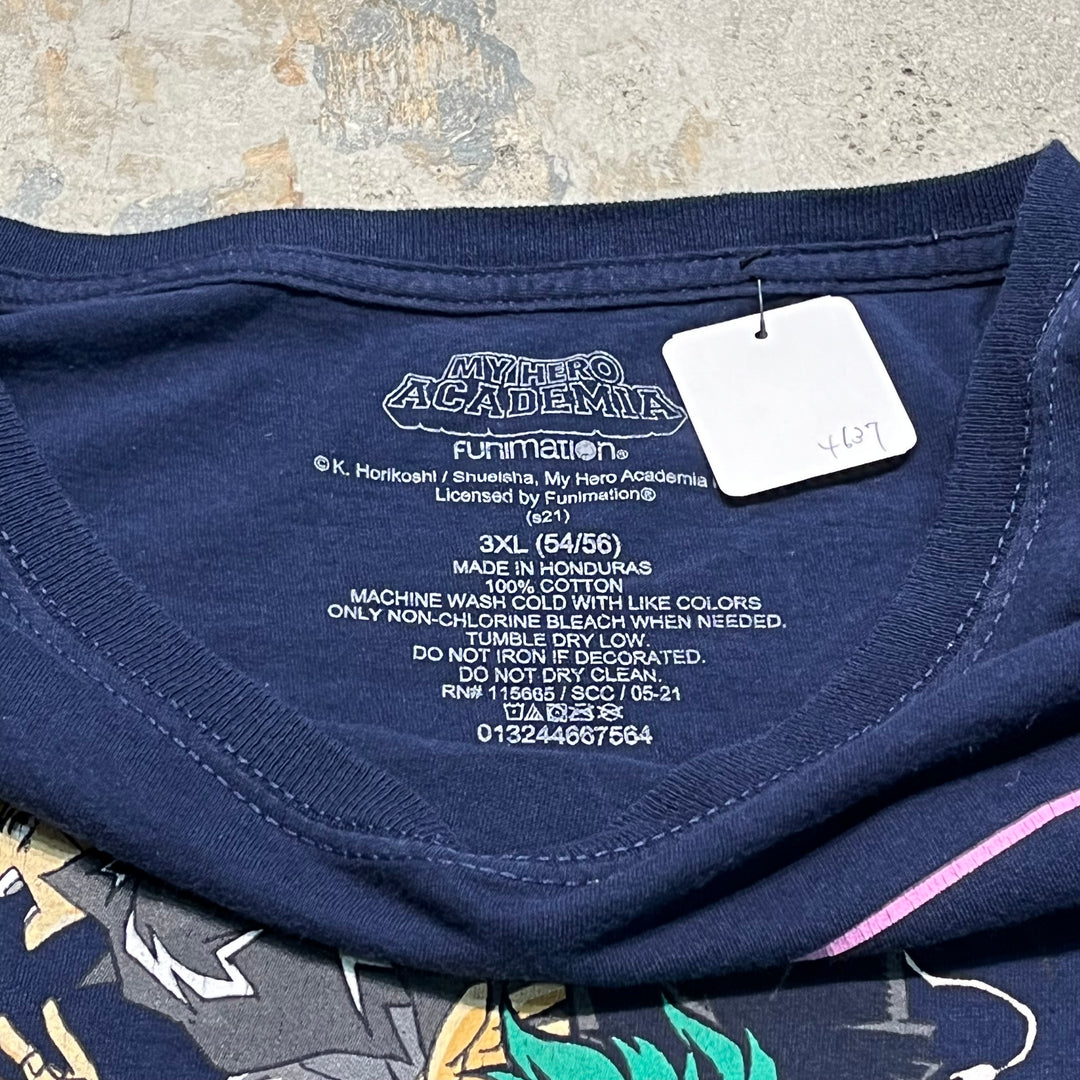 MY HERO
ACADEMIA
FUNIMATION®
©K. Horikoshi / Shueisha, My Hero Academia
Licensed by Funimation®
(s21)
3XL (54/56)
MADE IN HONDURAS
100% COTTON
MACHINE WASH COLD WITH LIKE COLORS
ONLY NON-CHLORINE BLEACH WHEN NEEDED.
TUMBLE DRY LOW.
DO NOT IRON IF DECORATED.
DO NOT DRY CLEAN.
RN# 115665 / SCC / 05-21
013244667564
4637